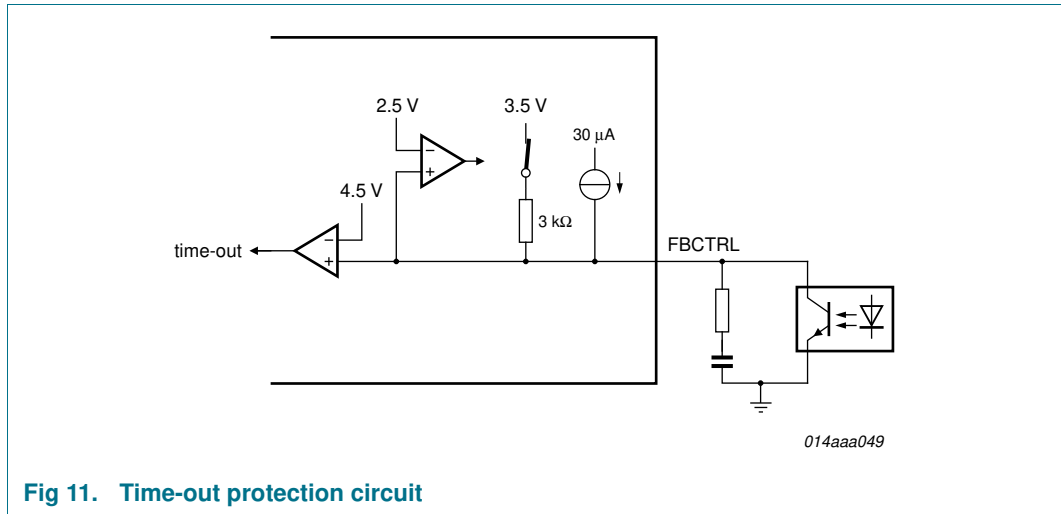 2.5 V
3.5 V
30 μA
−
+
4.5 V
3 kΩ
time-out
−
+
FBCTRL
014aaa049
Fig 11. Time-out protection circuit